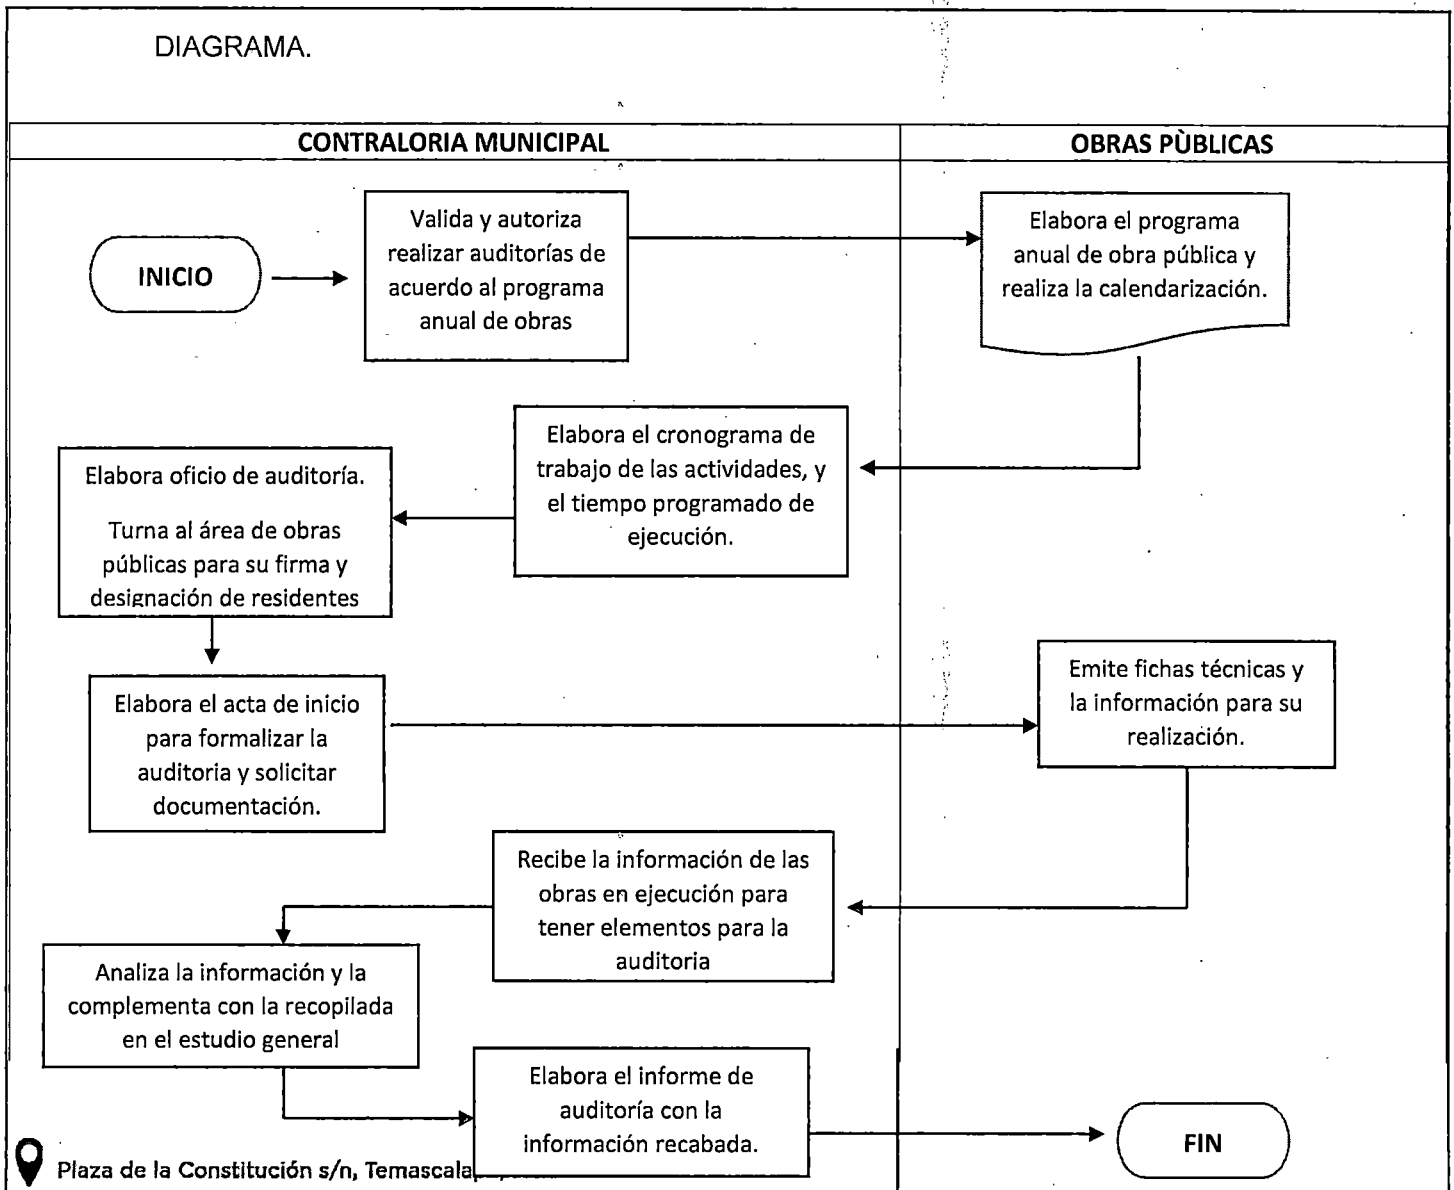 DIAGRAMA.
CONTRALORIA MUNICIPAL
OBRAS PÙBLICAS
INICIO
Valida y autoriza
realizar auditorías de
acuerdo al programa
anual de obras
Elabora el programa
anual de obra pública y
realiza la calendarización.
Elabora el cronograma de
trabajo de las actividades, y
el tiempo programado de
ejecución.
Elabora oficio de auditoría.
Turna al área de obras
públicas para su firma y
designación de residentes
Elabora el acta de inicio
para formalizar la
auditoria y solicitar
documentación.
Emite fichas técnicas y
la información para su
realización.
Recibe la información de las
obras en ejecución para
tener elementos para la
auditoria
Analiza la información y la
complementa con la recopilada
en el estudio general
Elabora el informe de
auditoría con la
información recabada.
FIN
Plaza de la Constitución s/n,